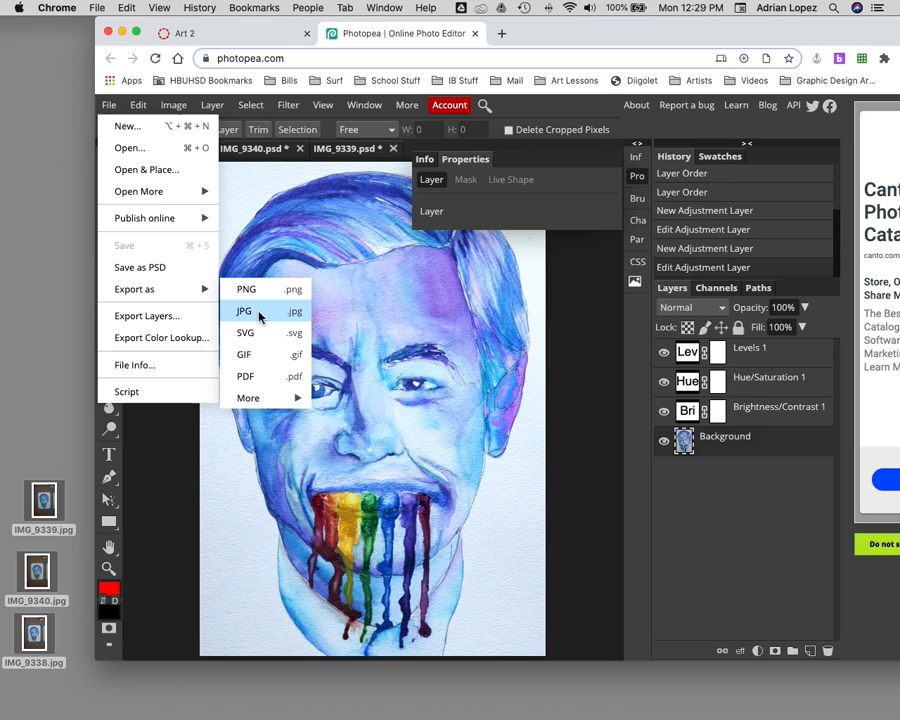 Chrome File Edit View History Bookmarks People Tab Window Help 100% Mon 12:29 PM Adrian Lopez
Art 2 × Photopea | Online Photo Editor × +
photopea.com
Apps HBUHSD Bookmarks Bills Surf School Stuff IB Stuff Mail Art Lessons Diigolet Artists Videos Graphic Design Ar...
File Edit Image Layer Select Filter View Window More Account About Report a bug Learn Blog API
Layer Trim Selection Free W: 0 H: 0 Delete Cropped Pixels
IMG_9340.psd * × IMG_9339.psd * ×
New... ⌥ + ⌘ + N
Open... ⌘ + O
Open & Place...
Open More
Publish online
Save ⌘ + S
Save as PSD
Export as
Export Layers...
Export Color Lookup...
File Info...
Script
PNG .png
JPG .jpg
SVG .svg
GIF .gif
PDF .pdf
More
Info Properties
Layer Mask Live Shape
Layer
< >
Inf
Pro
Bru
Cha
Par
CSS
> <
History Swatches
Layer Order
Layer Order
New Adjustment Layer
Edit Adjustment Layer
New Adjustment Layer
Edit Adjustment Layer
Layers Channels Paths
Normal Opacity: 100%
Lock: Fill: 100%
Lev Levels 1
Hue Hue/Saturation 1
Bri Brightness/Contrast 1
Background
eff
T
D
IMG_9339.jpg
IMG_9340.jpg
IMG_9338.jpg
Cant
Phot
Cata
canto.com
Store, O
Share M
The Bes
Catalog
Softwar
Marketi
Learn M
Do not s